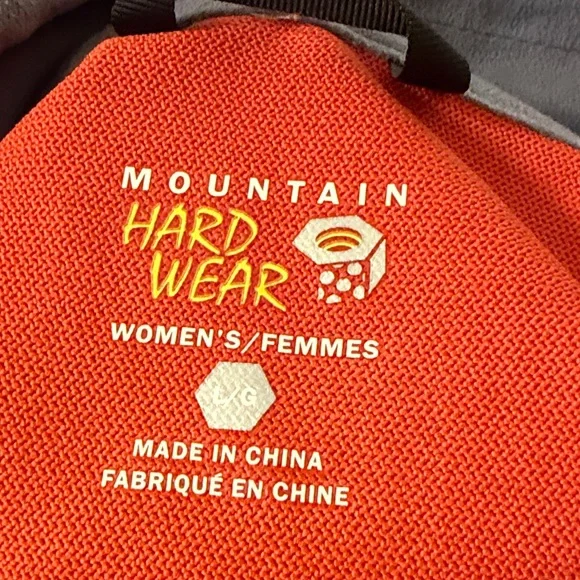 MOUNTAIN
HARD
WEAR
WOMEN'S/FEMMES
L/G
MADE IN CHINA
FABRIQUÉ EN CHINE